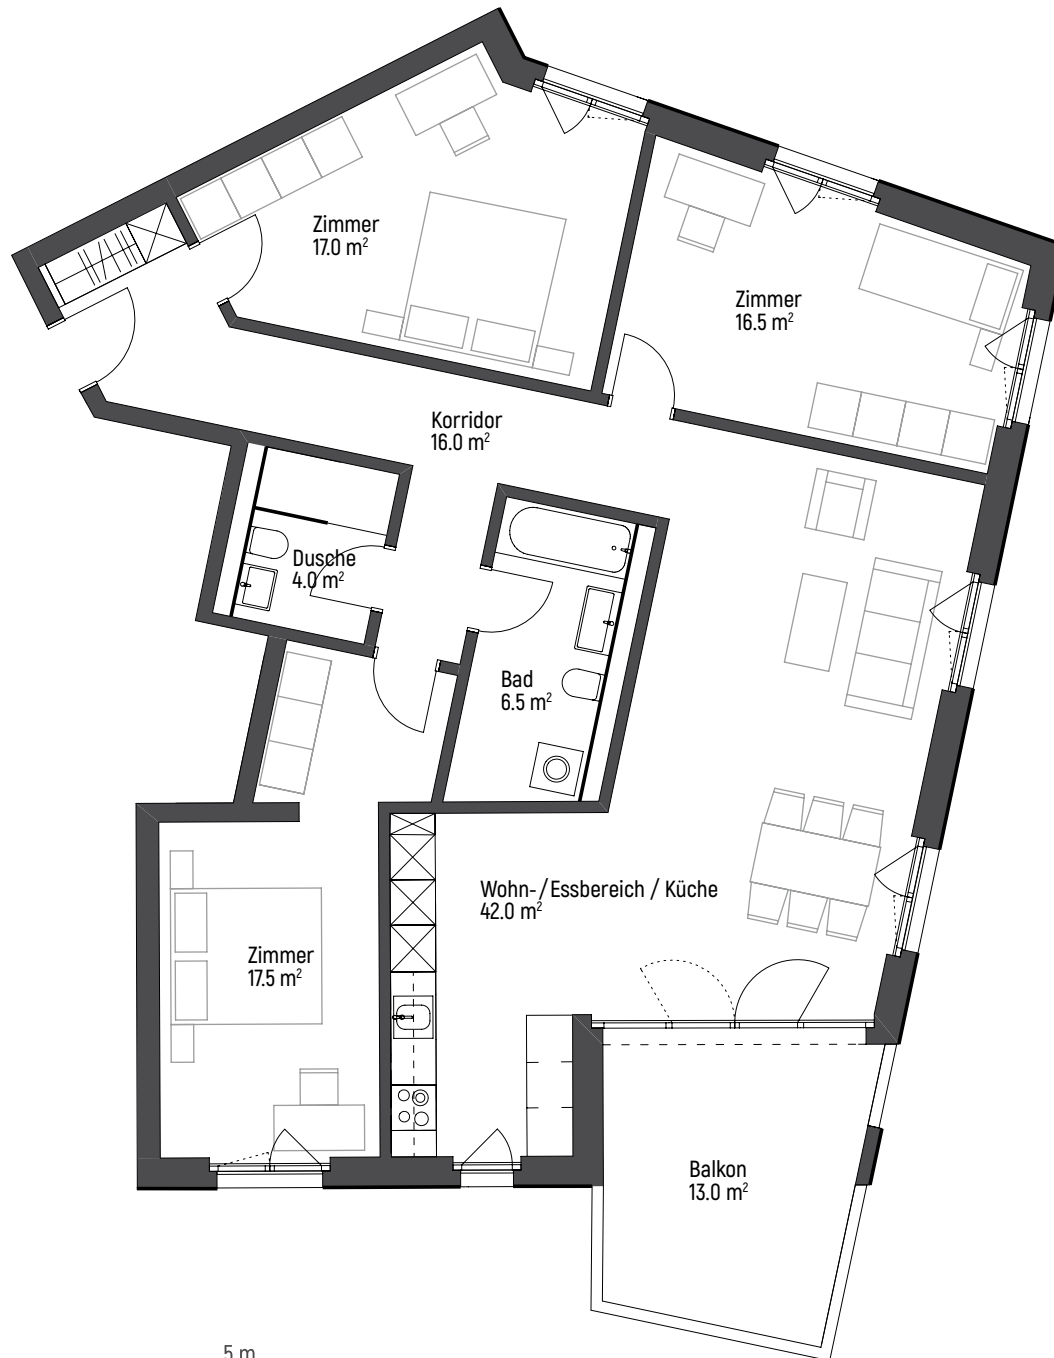 Zimmer
17.0 m²
Zimmer
16.5 m²
Korridor
16.0 m²
Dusche
4.0 m²
Bad
6.5 m²
Wohn-/Essbereich / Küche
42.0 m²
Zimmer
17.5 m²
Balkon
13.0 m²
5 m